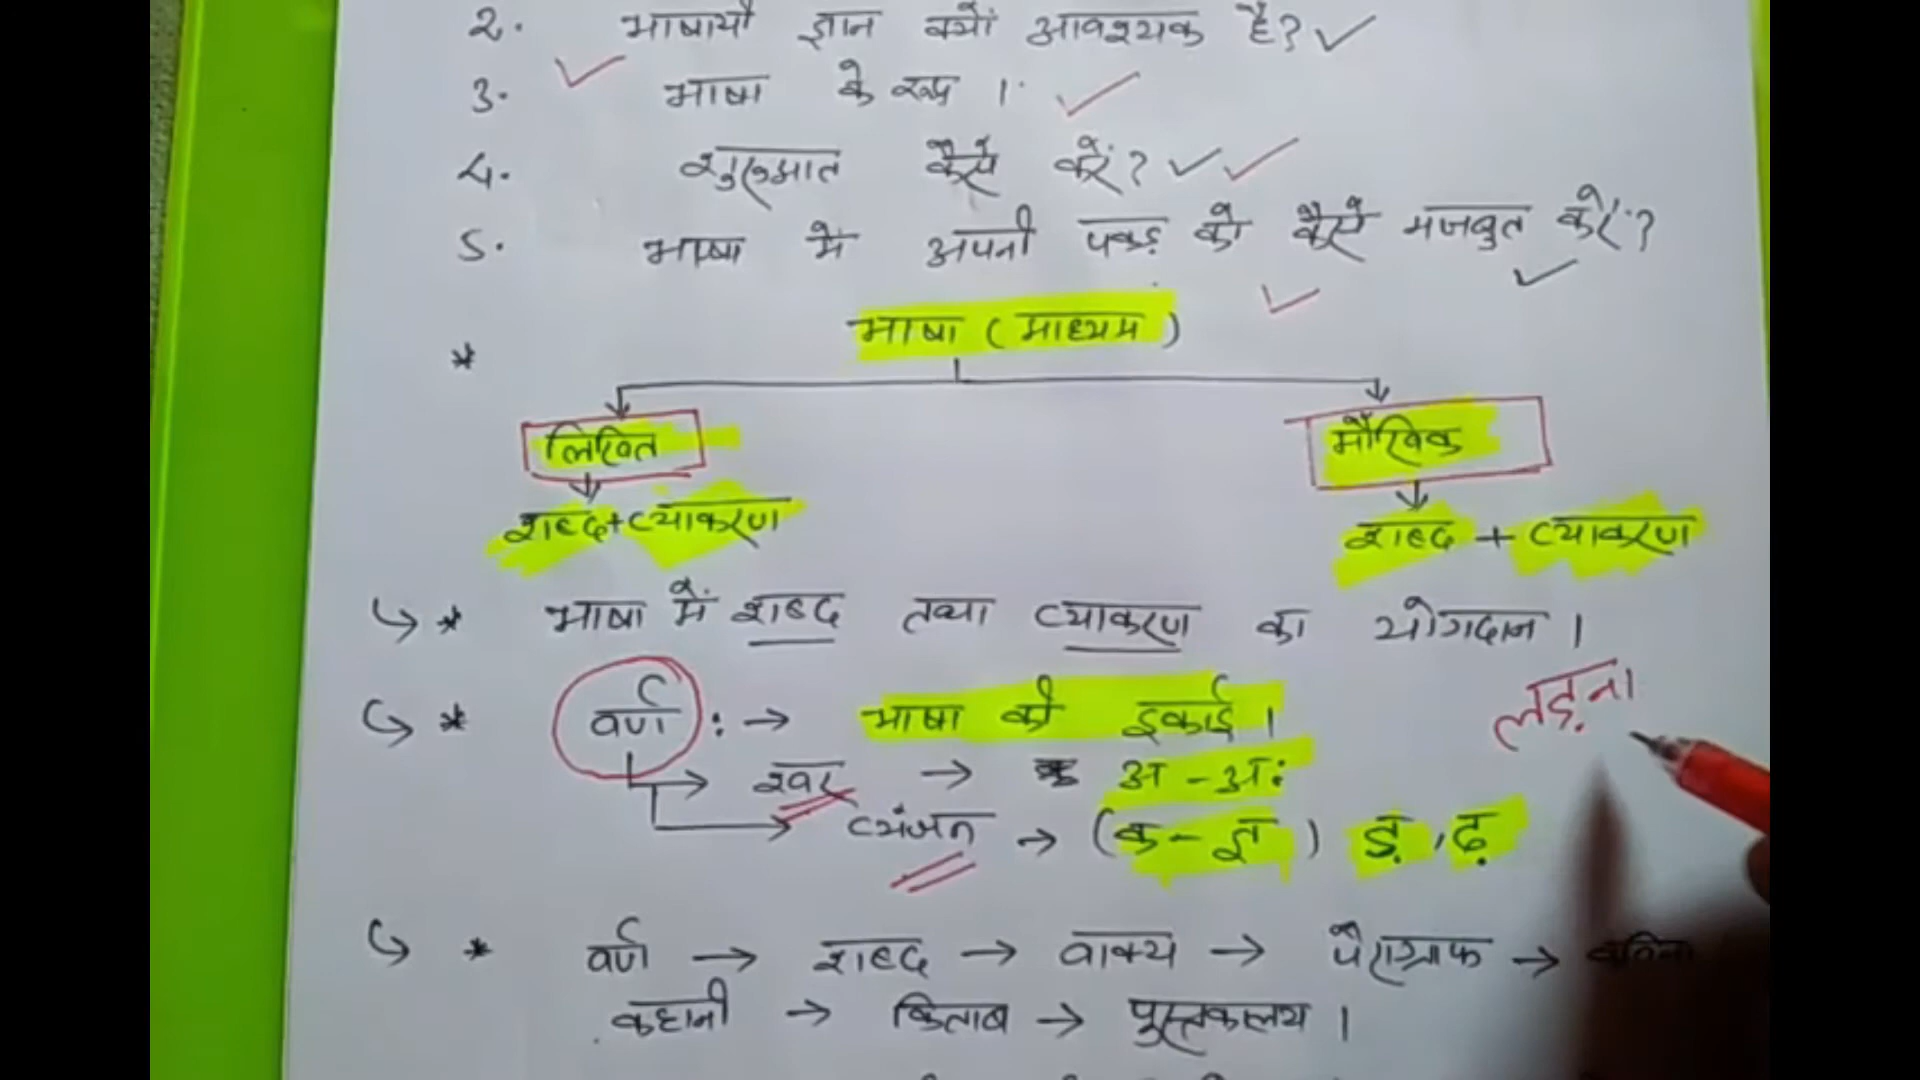 2. भाषायी ज्ञान क्यों आवश्यक है? ✓
3. भाषा के रूप ।
4. शुरुआत कैसे करें? ✓
5. भाषा में अपनी पकड़ को कैसे मजबुत करें?
* भाषा (माध्यम)
लिखित मौखिक
शब्द+व्याकरण शब्द + व्याकरण
↳ * भाषा में शब्द तथा व्याकरण का योगदान ।
↳ * वर्ण :→ भाषा की इकाई । लड़ना
→ स्वर → अ - अः
→ व्यंजन → (क - ज्ञ) ड़, ढ़
↳ * वर्ण → शब्द → वाक्य → पैराग्राफ →
कहानी → किताब → पुस्तकालय ।